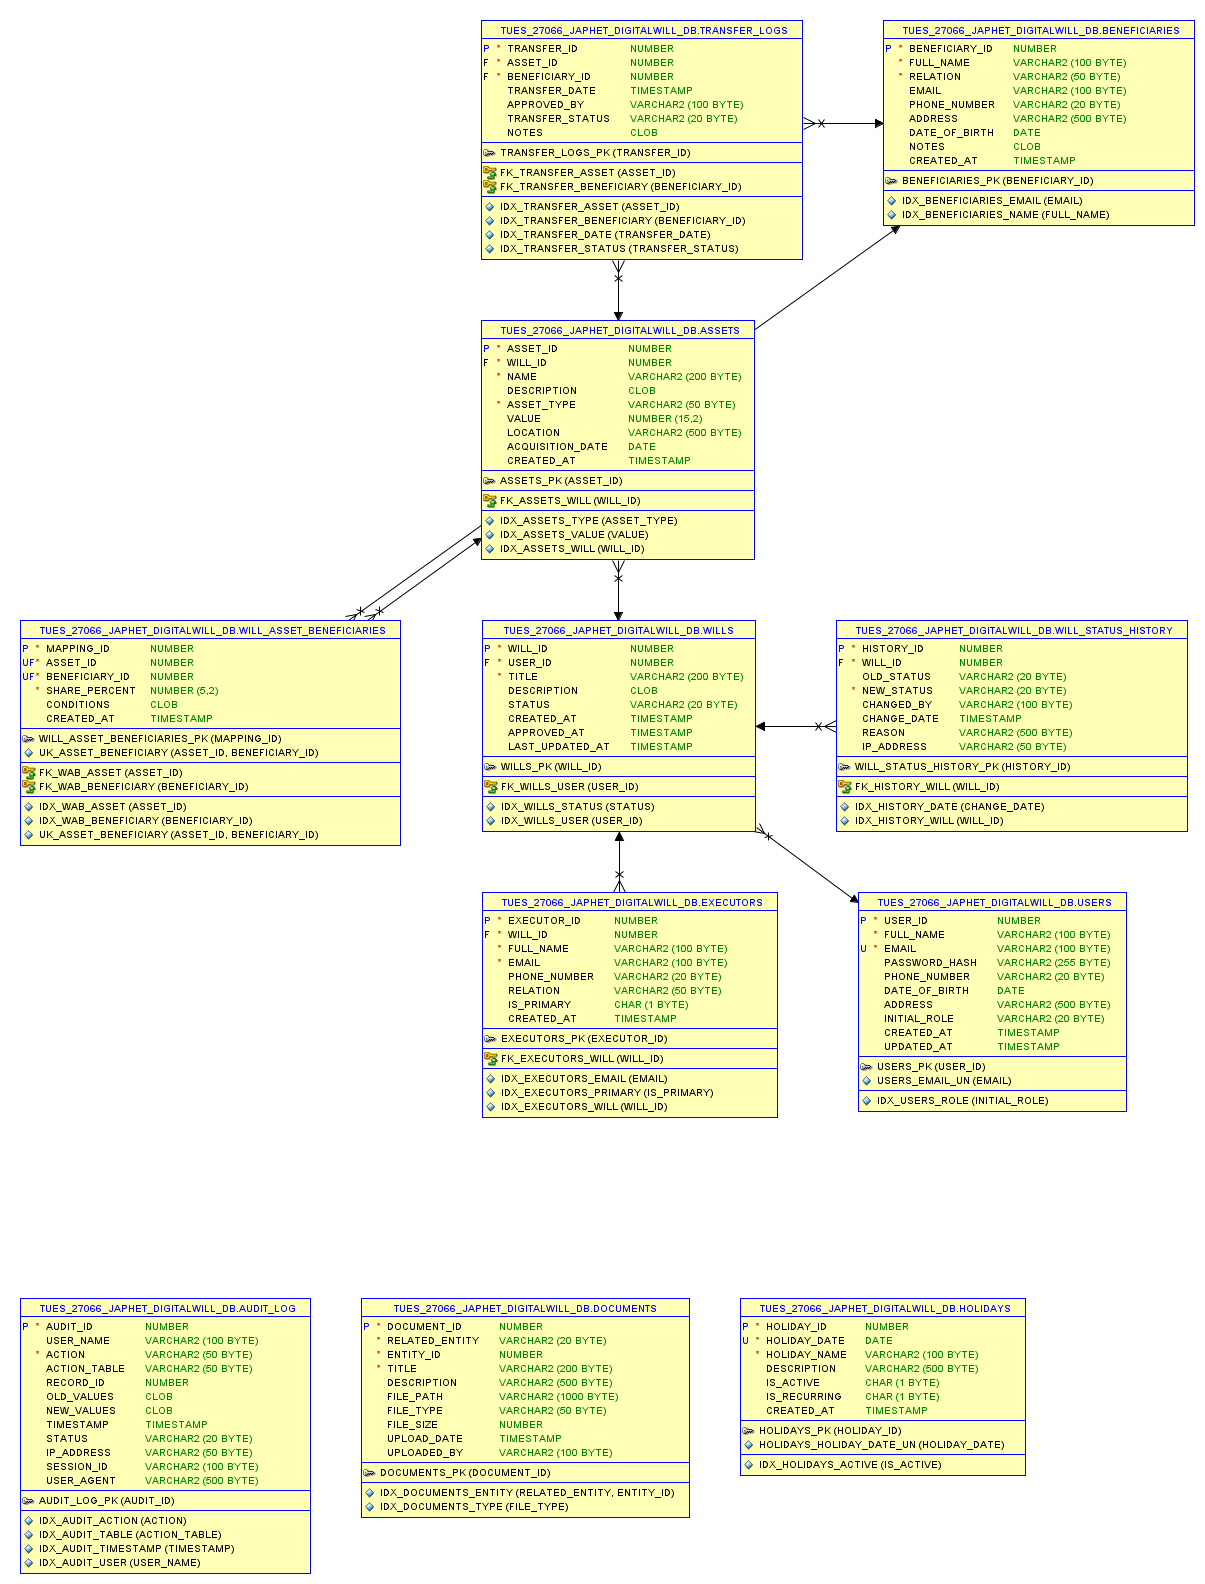 TUES_27066_JAPHET_DIGITALWILL_DB.TRANSFER_LOGS
P * TRANSFER_ID NUMBER
F * ASSET_ID NUMBER
F * BENEFICIARY_ID NUMBER
TRANSFER_DATE TIMESTAMP
APPROVED_BY VARCHAR2 (100 BYTE)
TRANSFER_STATUS VARCHAR2 (20 BYTE)
NOTES CLOB
TRANSFER_LOGS_PK (TRANSFER_ID)
FK_TRANSFER_ASSET (ASSET_ID)
FK_TRANSFER_BENEFICIARY (BENEFICIARY_ID)
IDX_TRANSFER_ASSET (ASSET_ID)
IDX_TRANSFER_BENEFICIARY (BENEFICIARY_ID)
IDX_TRANSFER_DATE (TRANSFER_DATE)
IDX_TRANSFER_STATUS (TRANSFER_STATUS)
TUES_27066_JAPHET_DIGITALWILL_DB.BENEFICIARIES
P * BENEFICIARY_ID NUMBER
* FULL_NAME VARCHAR2 (100 BYTE)
* RELATION VARCHAR2 (50 BYTE)
EMAIL VARCHAR2 (100 BYTE)
PHONE_NUMBER VARCHAR2 (20 BYTE)
ADDRESS VARCHAR2 (500 BYTE)
DATE_OF_BIRTH DATE
NOTES CLOB
CREATED_AT TIMESTAMP
BENEFICIARIES_PK (BENEFICIARY_ID)
IDX_BENEFICIARIES_EMAIL (EMAIL)
IDX_BENEFICIARIES_NAME (FULL_NAME)
TUES_27066_JAPHET_DIGITALWILL_DB.ASSETS
P * ASSET_ID NUMBER
F * WILL_ID NUMBER
* NAME VARCHAR2 (200 BYTE)
DESCRIPTION CLOB
* ASSET_TYPE VARCHAR2 (50 BYTE)
VALUE NUMBER (15,2)
LOCATION VARCHAR2 (500 BYTE)
ACQUISITION_DATE DATE
CREATED_AT TIMESTAMP
ASSETS_PK (ASSET_ID)
FK_ASSETS_WILL (WILL_ID)
IDX_ASSETS_TYPE (ASSET_TYPE)
IDX_ASSETS_VALUE (VALUE)
IDX_ASSETS_WILL (WILL_ID)
TUES_27066_JAPHET_DIGITALWILL_DB.WILL_ASSET_BENEFICIARIES
P * MAPPING_ID NUMBER
UF* ASSET_ID NUMBER
UF* BENEFICIARY_ID NUMBER
* SHARE_PERCENT NUMBER (5,2)
CONDITIONS CLOB
CREATED_AT TIMESTAMP
WILL_ASSET_BENEFICIARIES_PK (MAPPING_ID)
UK_ASSET_BENEFICIARY (ASSET_ID, BENEFICIARY_ID)
FK_WAB_ASSET (ASSET_ID)
FK_WAB_BENEFICIARY (BENEFICIARY_ID)
IDX_WAB_ASSET (ASSET_ID)
IDX_WAB_BENEFICIARY (BENEFICIARY_ID)
UK_ASSET_BENEFICIARY (ASSET_ID, BENEFICIARY_ID)
TUES_27066_JAPHET_DIGITALWILL_DB.WILLS
P * WILL_ID NUMBER
F * USER_ID NUMBER
* TITLE VARCHAR2 (200 BYTE)
DESCRIPTION CLOB
STATUS VARCHAR2 (20 BYTE)
CREATED_AT TIMESTAMP
APPROVED_AT TIMESTAMP
LAST_UPDATED_AT TIMESTAMP
WILLS_PK (WILL_ID)
FK_WILLS_USER (USER_ID)
IDX_WILLS_STATUS (STATUS)
IDX_WILLS_USER (USER_ID)
TUES_27066_JAPHET_DIGITALWILL_DB.WILL_STATUS_HISTORY
P * HISTORY_ID NUMBER
F * WILL_ID NUMBER
OLD_STATUS VARCHAR2 (20 BYTE)
* NEW_STATUS VARCHAR2 (20 BYTE)
CHANGED_BY VARCHAR2 (100 BYTE)
CHANGE_DATE TIMESTAMP
REASON VARCHAR2 (500 BYTE)
IP_ADDRESS VARCHAR2 (50 BYTE)
WILL_STATUS_HISTORY_PK (HISTORY_ID)
FK_HISTORY_WILL (WILL_ID)
IDX_HISTORY_DATE (CHANGE_DATE)
IDX_HISTORY_WILL (WILL_ID)
TUES_27066_JAPHET_DIGITALWILL_DB.EXECUTORS
P * EXECUTOR_ID NUMBER
F * WILL_ID NUMBER
* FULL_NAME VARCHAR2 (100 BYTE)
* EMAIL VARCHAR2 (100 BYTE)
PHONE_NUMBER VARCHAR2 (20 BYTE)
RELATION VARCHAR2 (50 BYTE)
IS_PRIMARY CHAR (1 BYTE)
CREATED_AT TIMESTAMP
EXECUTORS_PK (EXECUTOR_ID)
FK_EXECUTORS_WILL (WILL_ID)
IDX_EXECUTORS_EMAIL (EMAIL)
IDX_EXECUTORS_PRIMARY (IS_PRIMARY)
IDX_EXECUTORS_WILL (WILL_ID)
TUES_27066_JAPHET_DIGITALWILL_DB.USERS
P * USER_ID NUMBER
* FULL_NAME VARCHAR2 (100 BYTE)
U * EMAIL VARCHAR2 (100 BYTE)
PASSWORD_HASH VARCHAR2 (255 BYTE)
PHONE_NUMBER VARCHAR2 (20 BYTE)
DATE_OF_BIRTH DATE
ADDRESS VARCHAR2 (500 BYTE)
INITIAL_ROLE VARCHAR2 (20 BYTE)
CREATED_AT TIMESTAMP
UPDATED_AT TIMESTAMP
USERS_PK (USER_ID)
USERS_EMAIL_UN (EMAIL)
IDX_USERS_ROLE (INITIAL_ROLE)
TUES_27066_JAPHET_DIGITALWILL_DB.AUDIT_LOG
P * AUDIT_ID NUMBER
USER_NAME VARCHAR2 (100 BYTE)
* ACTION VARCHAR2 (50 BYTE)
ACTION_TABLE VARCHAR2 (50 BYTE)
RECORD_ID NUMBER
OLD_VALUES CLOB
NEW_VALUES CLOB
TIMESTAMP TIMESTAMP
STATUS VARCHAR2 (20 BYTE)
IP_ADDRESS VARCHAR2 (50 BYTE)
SESSION_ID VARCHAR2 (100 BYTE)
USER_AGENT VARCHAR2 (500 BYTE)
AUDIT_LOG_PK (AUDIT_ID)
IDX_AUDIT_ACTION (ACTION)
IDX_AUDIT_TABLE (ACTION_TABLE)
IDX_AUDIT_TIMESTAMP (TIMESTAMP)
IDX_AUDIT_USER (USER_NAME)
TUES_27066_JAPHET_DIGITALWILL_DB.DOCUMENTS
P * DOCUMENT_ID NUMBER
* RELATED_ENTITY VARCHAR2 (20 BYTE)
* ENTITY_ID NUMBER
* TITLE VARCHAR2 (200 BYTE)
DESCRIPTION VARCHAR2 (500 BYTE)
FILE_PATH VARCHAR2 (1000 BYTE)
FILE_TYPE VARCHAR2 (50 BYTE)
FILE_SIZE NUMBER
UPLOAD_DATE TIMESTAMP
UPLOADED_BY VARCHAR2 (100 BYTE)
DOCUMENTS_PK (DOCUMENT_ID)
IDX_DOCUMENTS_ENTITY (RELATED_ENTITY, ENTITY_ID)
IDX_DOCUMENTS_TYPE (FILE_TYPE)
TUES_27066_JAPHET_DIGITALWILL_DB.HOLIDAYS
P * HOLIDAY_ID NUMBER
U * HOLIDAY_DATE DATE
* HOLIDAY_NAME VARCHAR2 (100 BYTE)
DESCRIPTION VARCHAR2 (500 BYTE)
IS_ACTIVE CHAR (1 BYTE)
IS_RECURRING CHAR (1 BYTE)
CREATED_AT TIMESTAMP
HOLIDAYS_PK (HOLIDAY_ID)
HOLIDAYS_HOLIDAY_DATE_UN (HOLIDAY_DATE)
IDX_HOLIDAYS_ACTIVE (IS_ACTIVE)